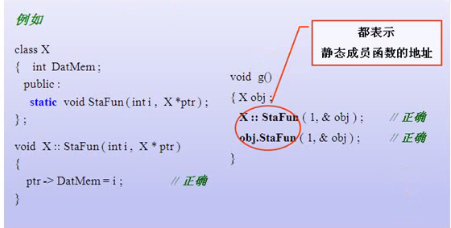 例如
class X
{ int DatMem ;
public :
static void StaFun ( int i , X *ptr ) ;
} ;
void X :: StaFun ( int i , X * ptr )
{
ptr -> DatMem = i ; // 正确
}
都表示
静态成员函数的地址
void g()
{ X obj ;
X :: StaFun ( 1, & obj ) ; // 正确
obj.StaFun ( 1, & obj ) ; // 正确
}